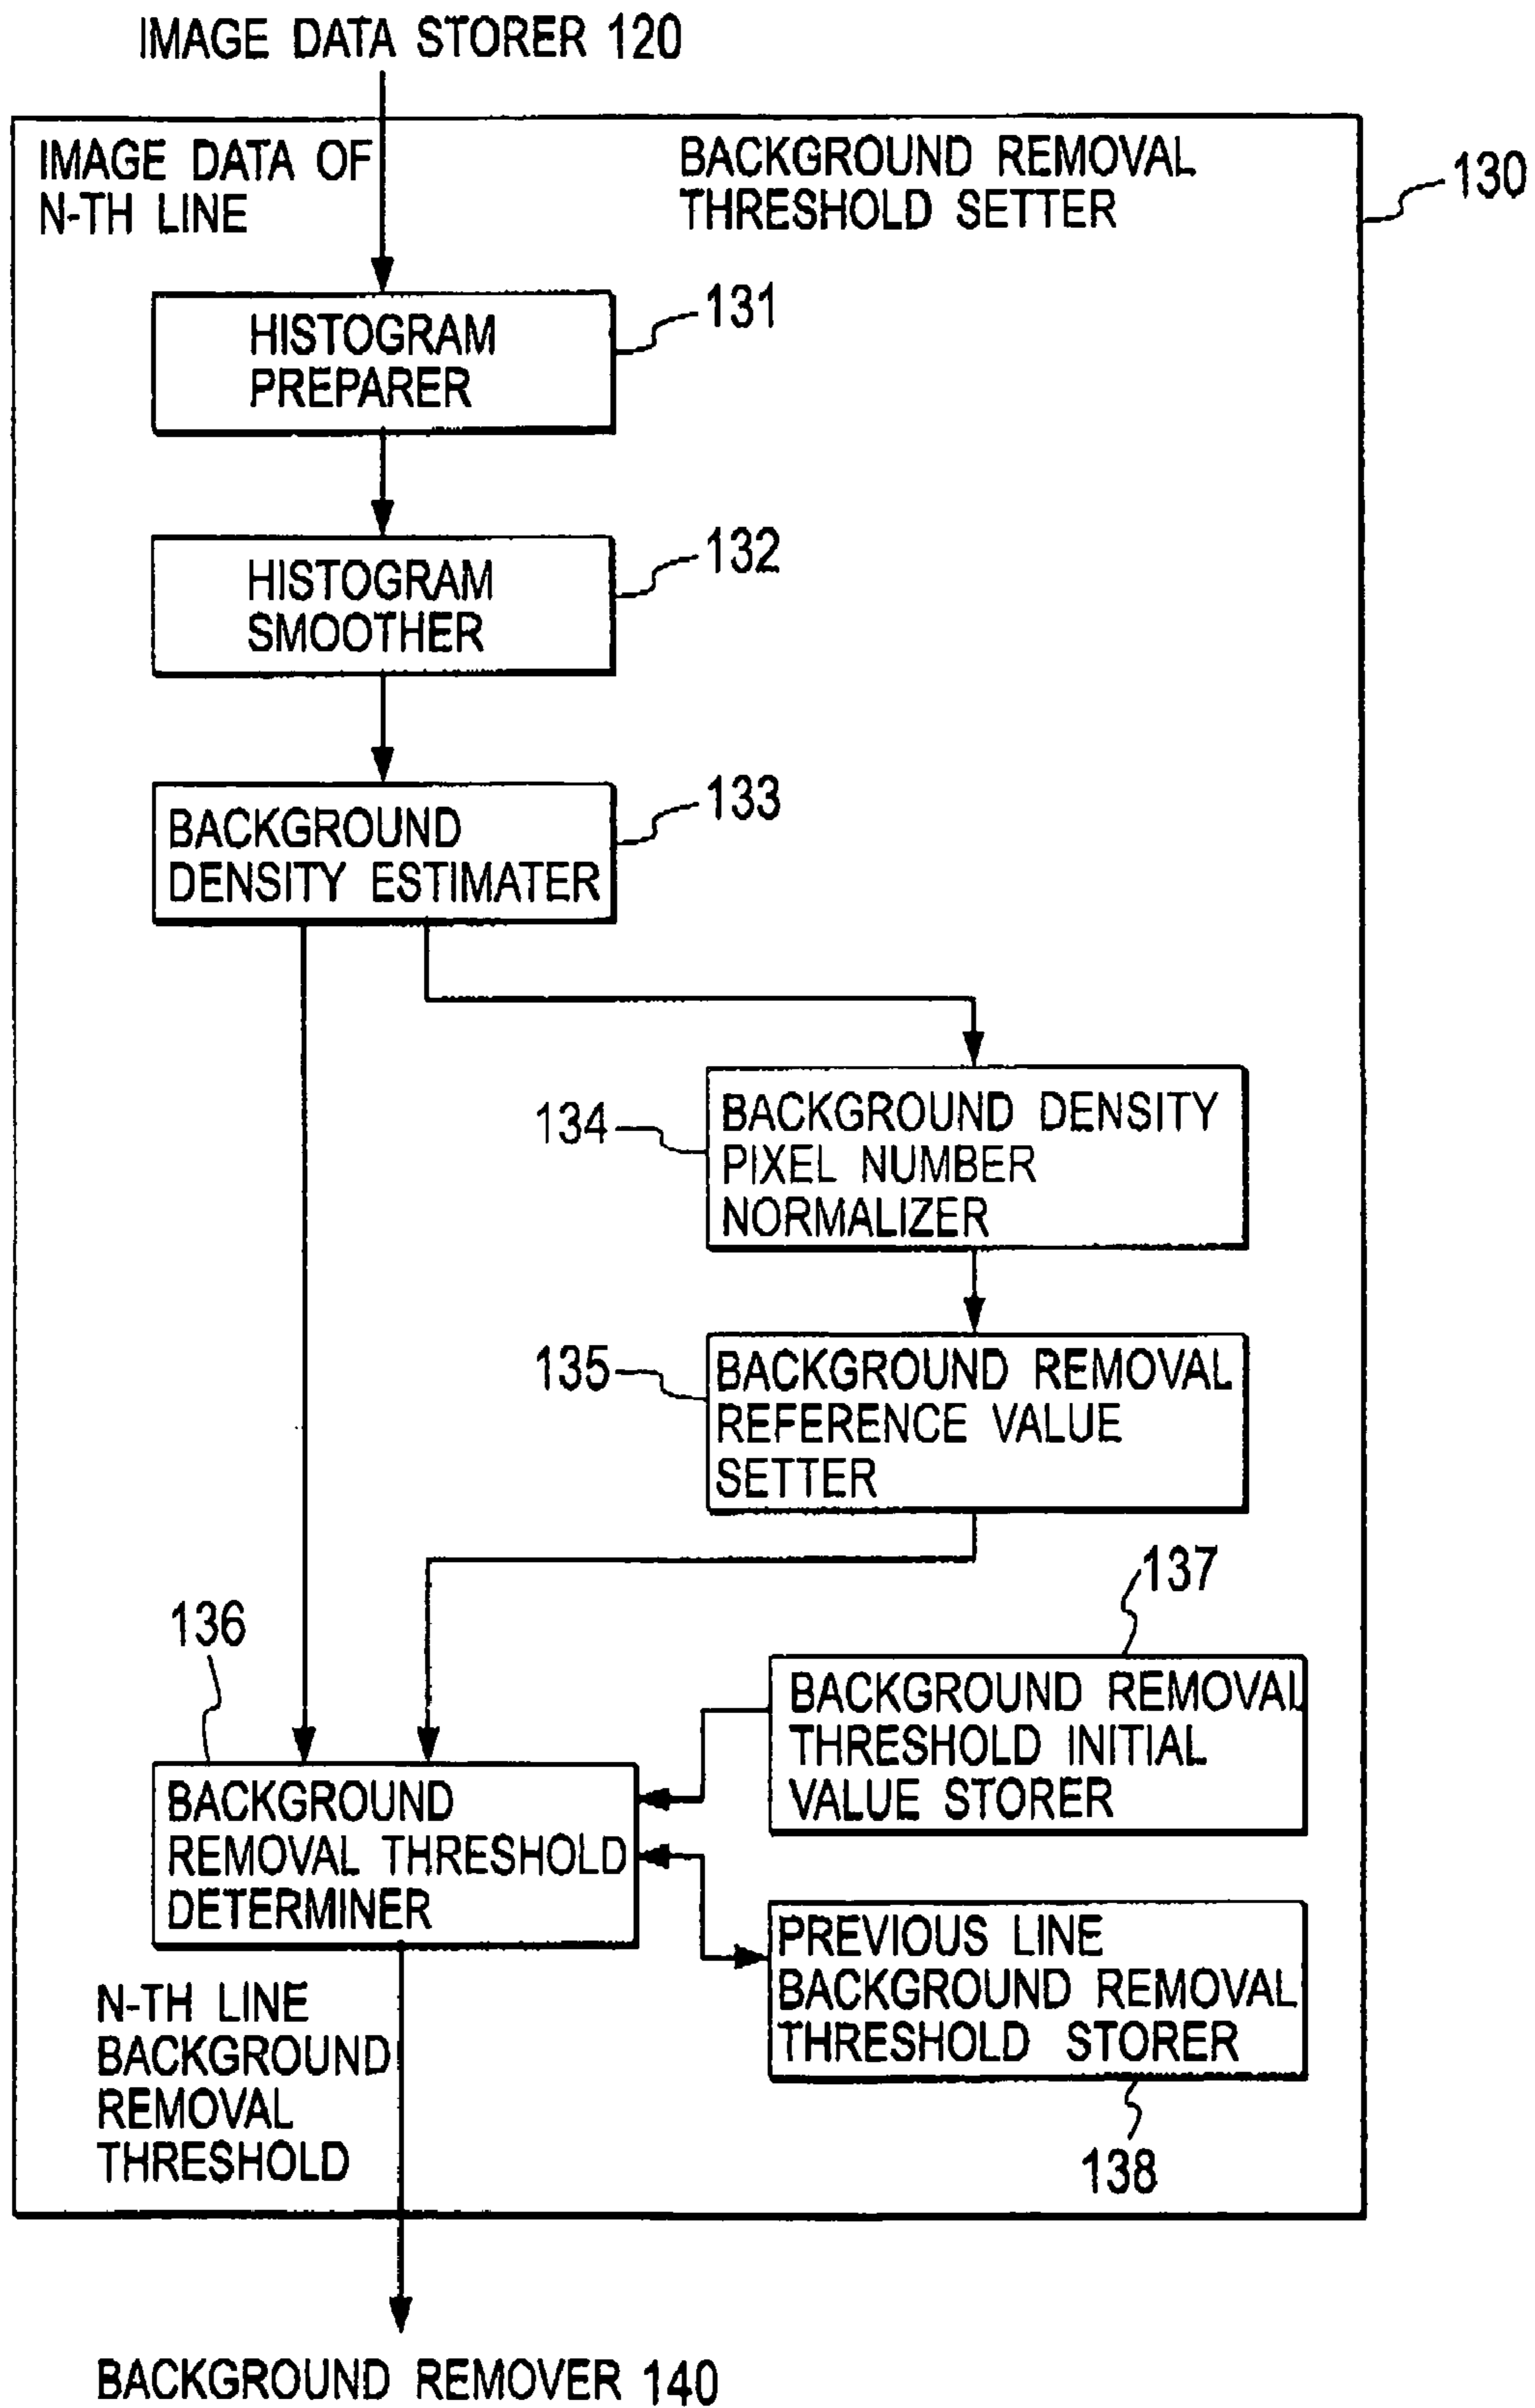 IMAGE DATA STORER 120
IMAGE DATA OF
N-TH LINE
BACKGROUND REMOVAL
THRESHOLD SETTER
130
HISTOGRAM
PREPARER
131
HISTOGRAM
SMOOTHER
132
BACKGROUND
DENSITY ESTIMATER
133
134
BACKGROUND DENSITY
PIXEL NUMBER
NORMALIZER
135
BACKGROUND REMOVAL
REFERENCE VALUE
SETTER
136
BACKGROUND
REMOVAL THRESHOLD
DETERMINER
137
BACKGROUND REMOVAL
THRESHOLD INITIAL
VALUE STORER
PREVIOUS LINE
BACKGROUND REMOVAL
THRESHOLD STORER
138
N-TH LINE
BACKGROUND
REMOVAL
THRESHOLD
BACKGROUND REMOVER 140